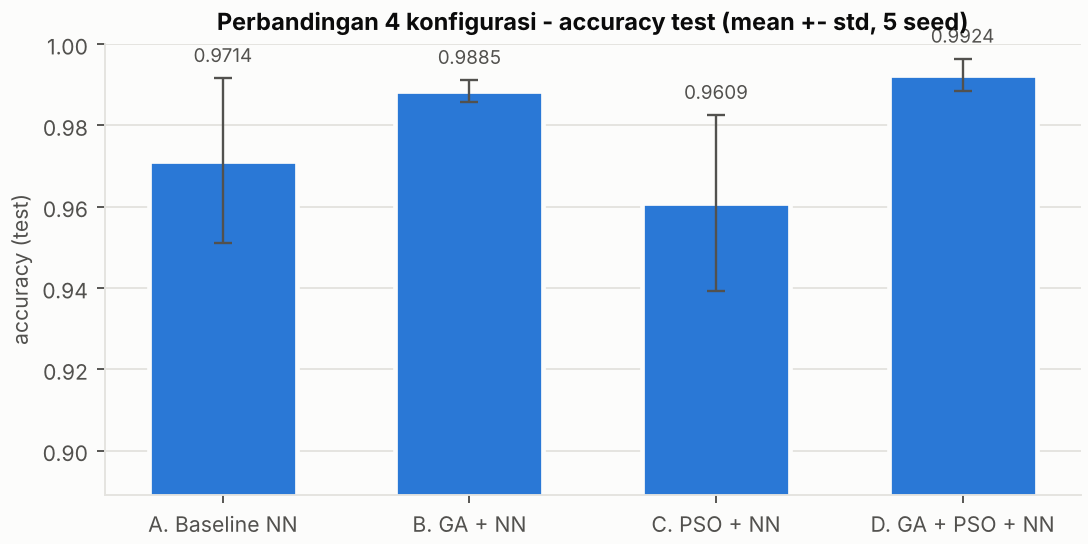 Perbandingan 4 konfigurasi - accuracy test (mean +- std, 5 seed)
0.9714
0.9885
0.9609
0.9924
1.00
0.98
0.96
0.94
0.92
0.90
accuracy (test)
A. Baseline NN
B. GA + NN
C. PSO + NN
D. GA + PSO + NN